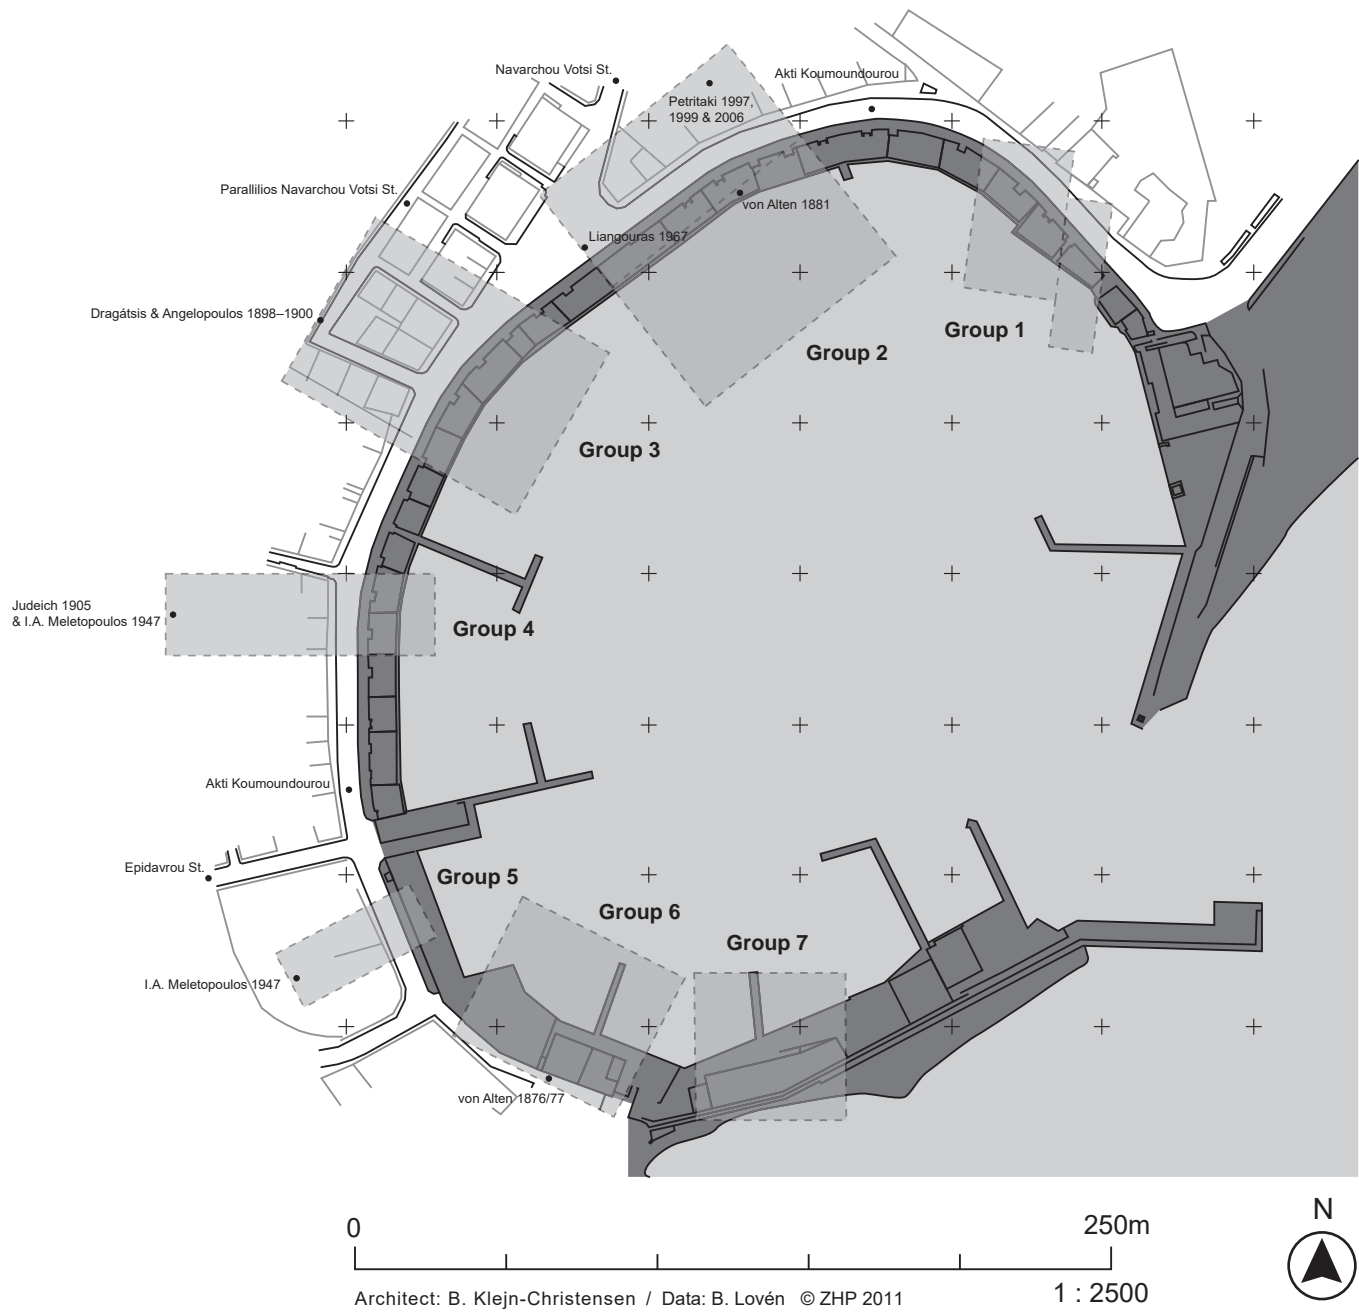 Navarchou Votsi St.
Akti Koumoundourou
Petritaki 1997,
1999 & 2006
Parallilios Navarchou Votsi St.
von Alten 1881
Liangouras 1967
Dragátsis & Angelopoulos 1898–1900
Group 1
Group 2
Group 3
Judeich 1905
& I.A. Meletopoulos 1947
Group 4
Akti Koumoundourou
Epidavrou St.
Group 5
Group 6
Group 7
I.A. Meletopoulos 1947
von Alten 1876/77
0
250m
N
1 : 2500
Architect: B. Klejn-Christensen / Data: B. Lovén © ZHP 2011